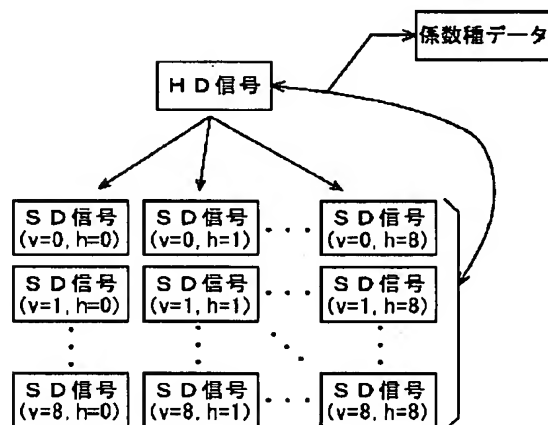 係数種データ
HD信号
SD信号 SD信号 SD信号
(v=0, h=0) (v=0, h=1) ・・・ (v=0, h=8)
SD信号 SD信号 SD信号
(v=1, h=0) (v=1, h=1) ・・・ (v=1, h=8)
SD信号 SD信号 SD信号
(v=8, h=0) (v=8, h=1) ・・・ (v=8, h=8)